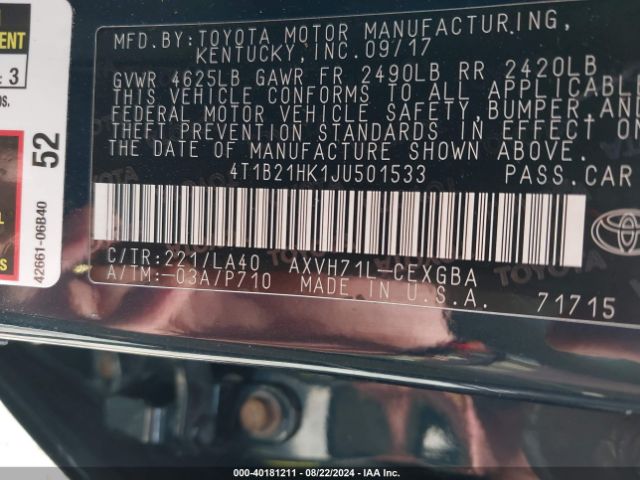 MFD.BY:TOYOTA MOTOR MANUFACTURING,
KENTUCKY,INC.09/17
GVWR 4625LB GAWR FR 2490LB RR 2420LB
THIS VEHICLE CONFORMS TO ALL APPLICABLE
FEDERAL MOTOR VEHICLE SAFETY,BUMPER,AND
THEFT PREVENTION STANDARDS IN EFFECT ON
THE DATE OF MANUFACTURE SHOWN ABOVE.
4T1B21HK1JU501533 PASS.CAR
C/TR:221/LA40 AXVH71L-CEXGBA
A/TM:-03A/P710 MADE IN U.S.A. 71715
TOYOTA
: 3
52
42661-06B40
000-40181211 - 08/22/2024 - IAA Inc.